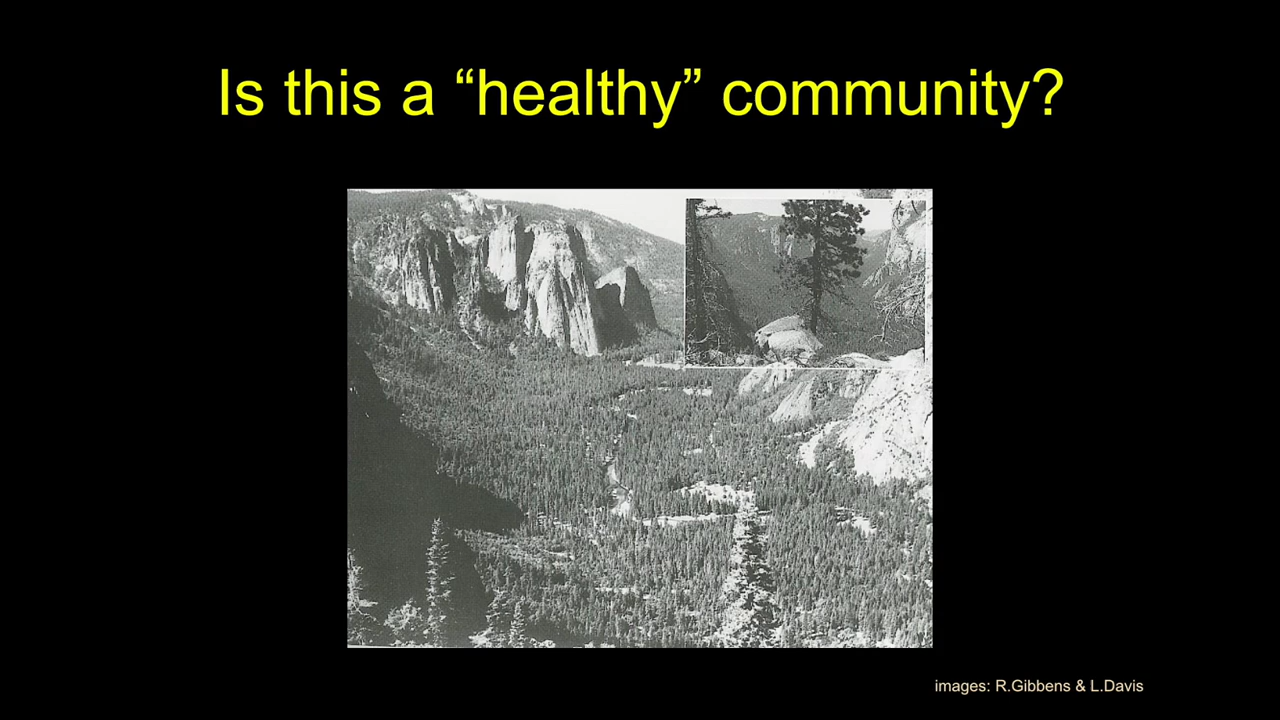 Is this a “healthy” community?
images: R.Gibbens & L.Davis